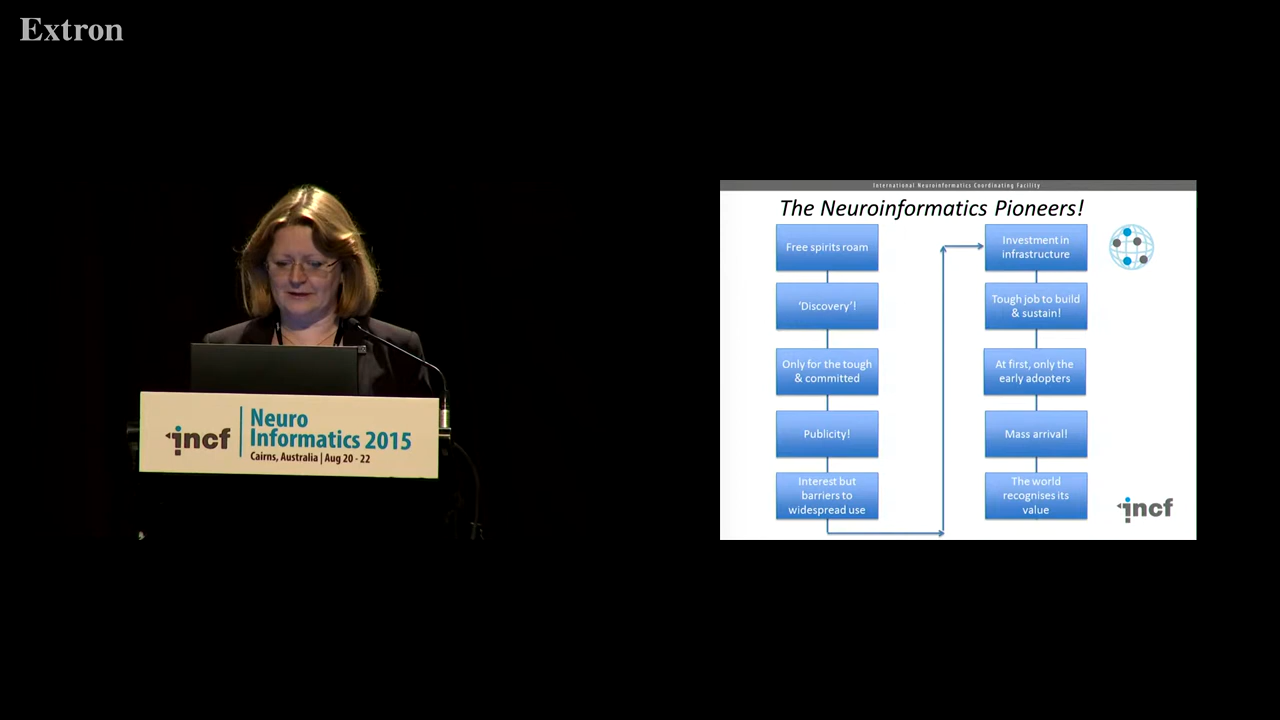 Extron
incf
Neuro
Informatics 2015
Cairns, Australia | Aug 20 - 22
International Neuroinformatics Coordinating Facility
The Neuroinformatics Pioneers!
Free spirits roam
‘Discovery’!
Only for the tough
& committed
Publicity!
Interest but
barriers to
widespread use
Investment in
infrastructure
Tough job to build
& sustain!
At first, only the
early adopters
Mass arrival!
The world
recognises its
value
incf